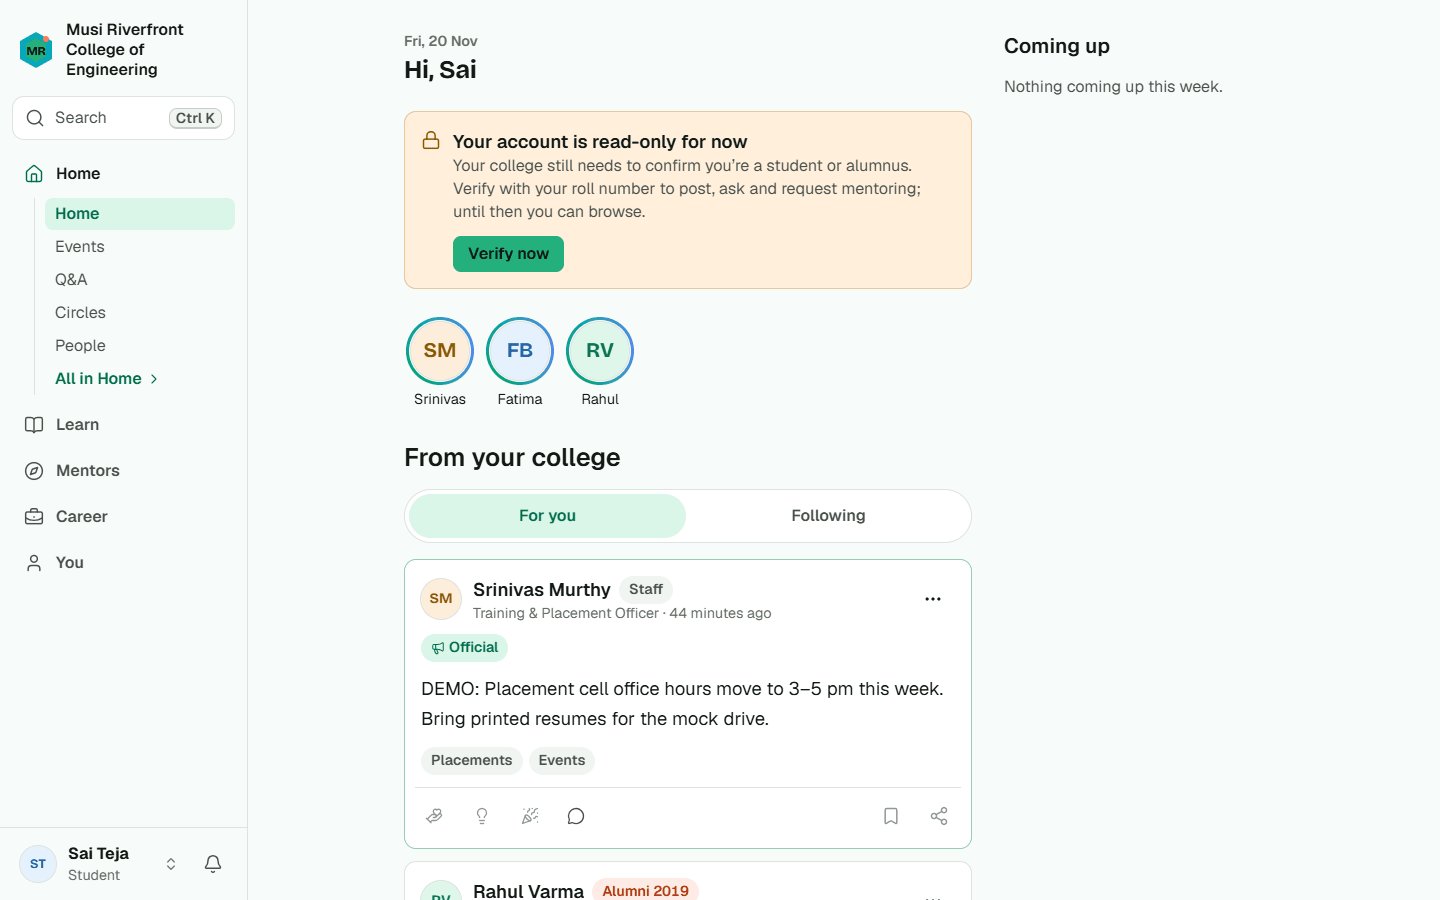 MR
Musi Riverfront
College of
Engineering
Search
Ctrl K
Home
Home
Events
Q&A
Circles
People
All in Home
Learn
Mentors
Career
You
ST
Sai Teja
Student
Fri, 20 Nov
Hi, Sai
Your account is read-only for now
Your college still needs to confirm you’re a student or alumnus.
Verify with your roll number to post, ask and request mentoring;
until then you can browse.
Verify now
SM
FB
RV
Srinivas
Fatima
Rahul
From your college
For you
Following
SM
Srinivas Murthy
Staff
Training & Placement Officer · 44 minutes ago
Official
DEMO: Placement cell office hours move to 3–5 pm this week.
Bring printed resumes for the mock drive.
Placements
Events
RV
Rahul Varma
Alumni 2019
Coming up
Nothing coming up this week.